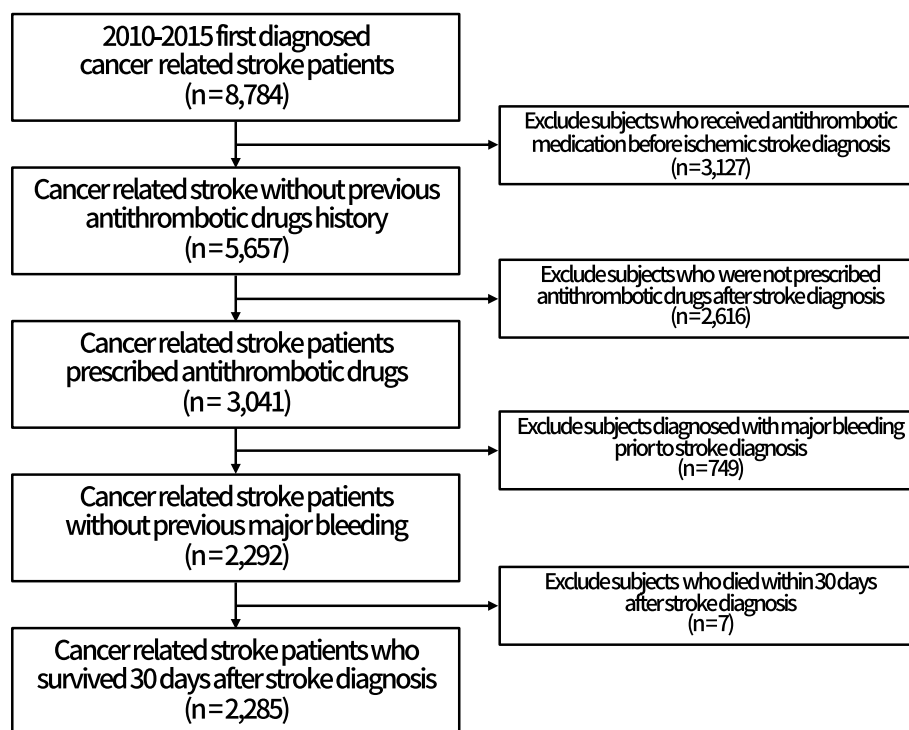 2010-2015 first diagnosed
cancer related stroke patients
(n = 8,784)
Exclude subjects who received antithrombotic
medication before ischemic stroke diagnosis
(n = 3,127)
Cancer related stroke without previous
antithrombotic drugs history
(n = 5,657)
Exclude subjects who were not prescribed
antithrombotic drugs after stroke diagnosis
(n = 2,616)
Cancer related stroke patients
prescribed antithrombotic drugs
(n = 3,041)
Exclude subjects diagnosed with major bleeding
prior to stroke diagnosis
(n = 749)
Cancer related stroke patients
without previous major bleeding
(n = 2,292)
Exclude subjects who died within 30 days
after stroke diagnosis
(n = 7)
Cancer related stroke patients who
survived 30 days after stroke diagnosis
(n = 2,285)